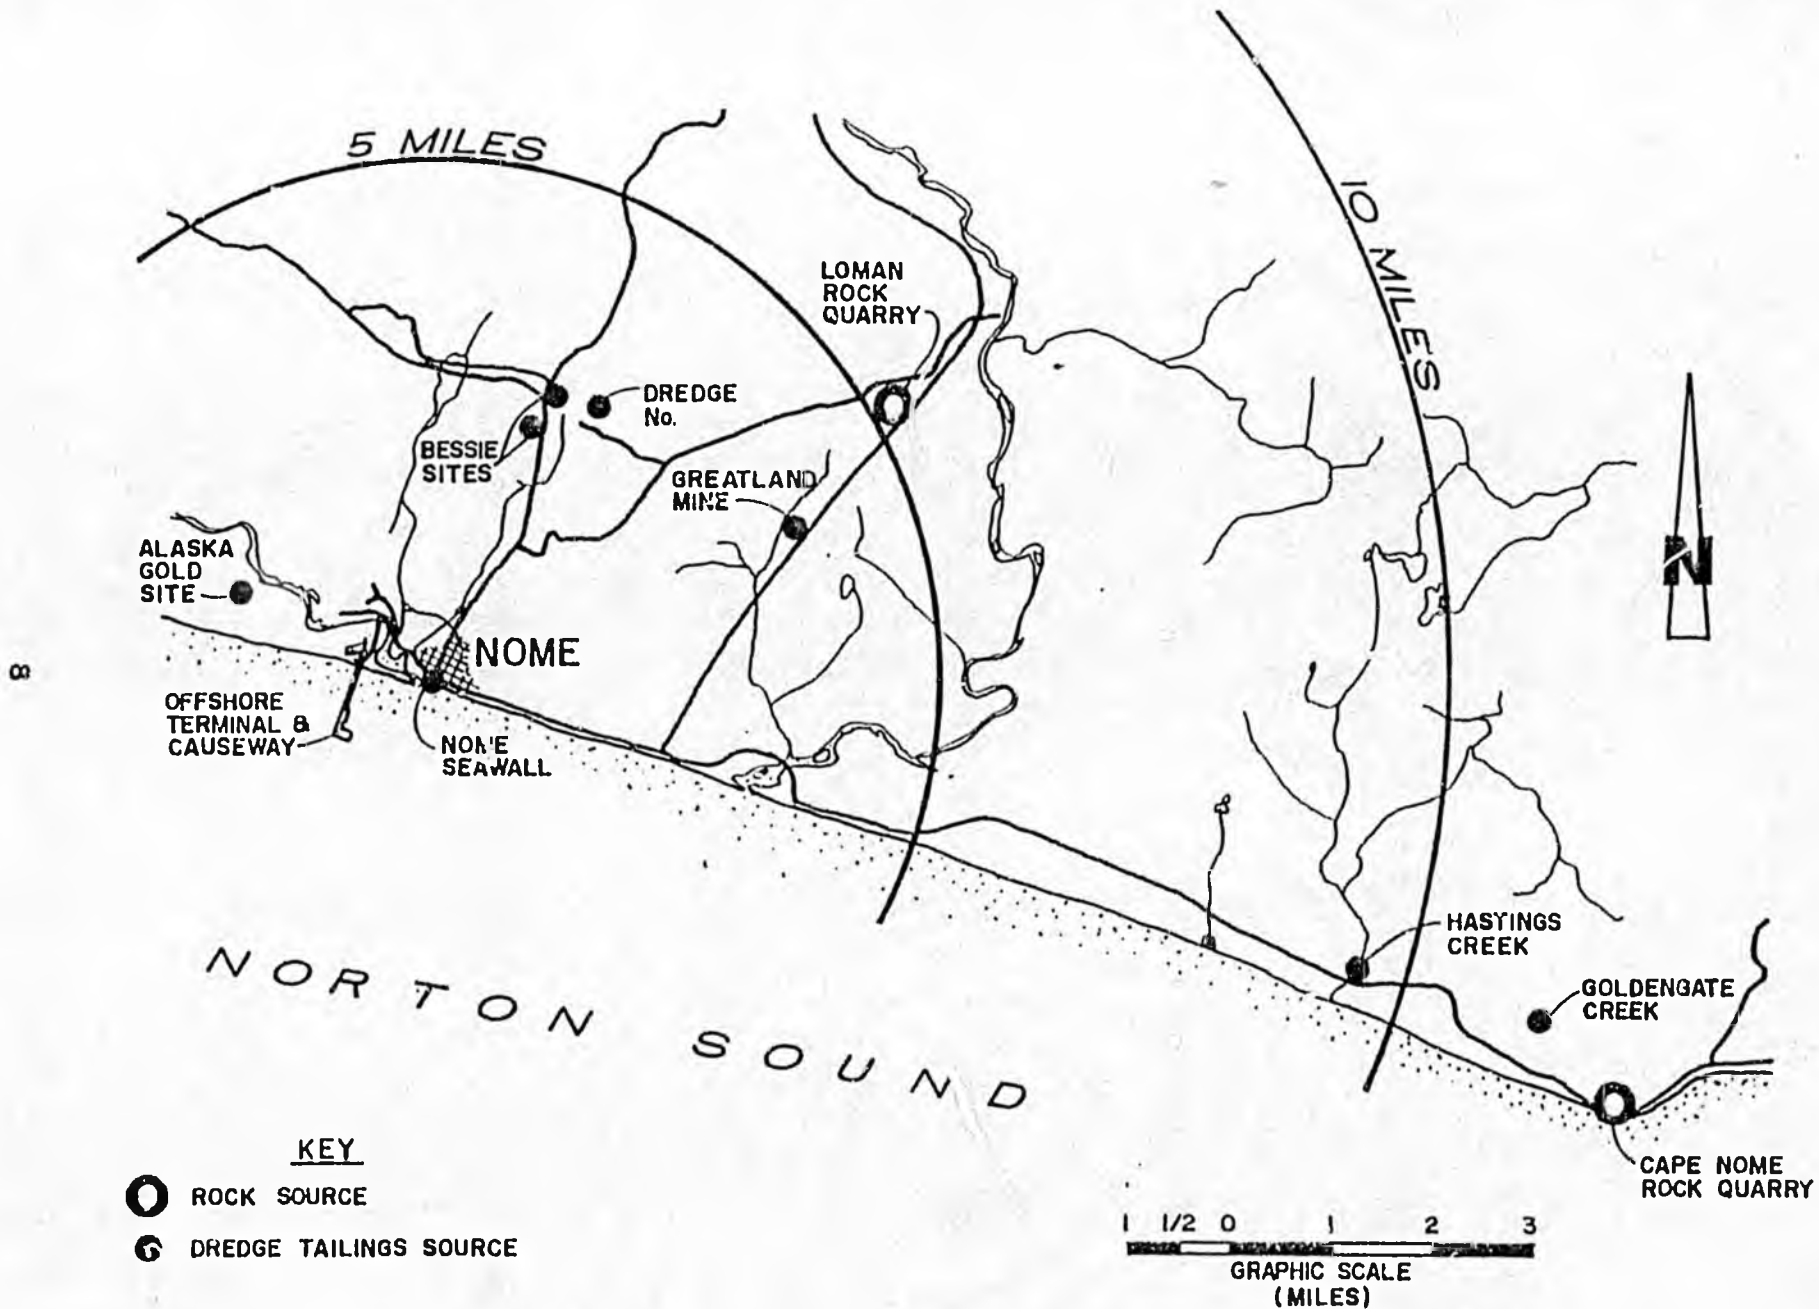 5 MILES
10 MILES
LOMAN
ROCK
QUARRY
DREDGE
No.
BESSIE
SITES
GREATLAND
MINE
ALASKA
GOLD
SITE
NOME
OFFSHORE
TERMINAL &
CAUSEWAY
NOME
SEAWALL
N
8
HASTINGS
CREEK
GOLDENGATE
CREEK
NORTON SOUND
CAPE NOME
ROCK QUARRY
KEY
ROCK SOURCE
DREDGE TAILINGS SOURCE
1 1/2 0 1 2 3
GRAPHIC SCALE
(MILES)